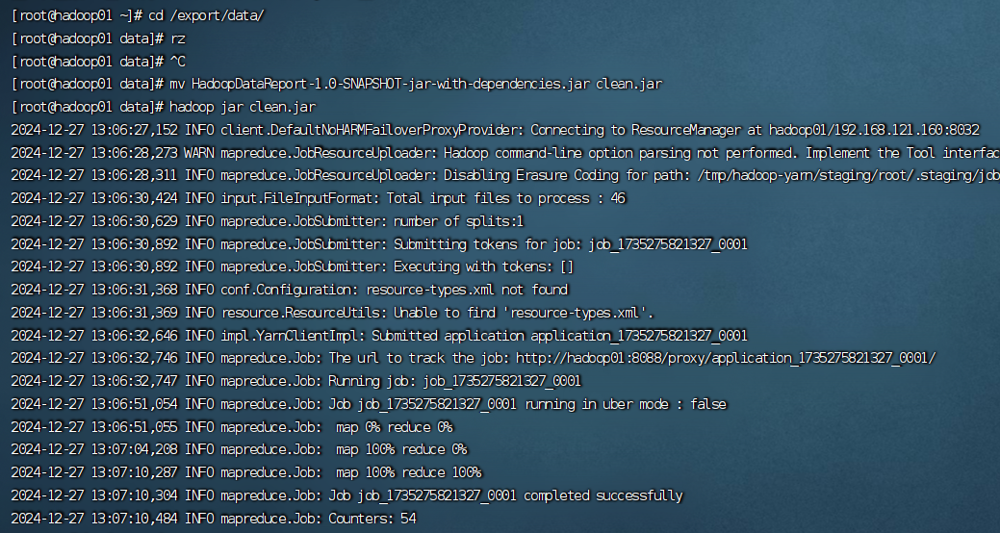 [root@hadoop01 ~]# cd /export/data/
[root@hadoop01 data]# rz
[root@hadoop01 data]# ^C
[root@hadoop01 data]# mv HadoopDataReport-1.0-SNAPSHOT-jar-with-dependencies.jar clean.jar
[root@hadoop01 data]# hadoop jar clean.jar
2024-12-27 13:06:27,152 INFO client.DefaultNoHARMFailoverProxyProvider: Connecting to ResourceManager at hadoop01/192.168.121.160:8032
2024-12-27 13:06:28,273 WARN mapreduce.JobResourceUploader: Hadoop command-line option parsing not performed. Implement the Tool interfac
2024-12-27 13:06:28,311 INFO mapreduce.JobResourceUploader: Disabling Erasure Coding for path: /tmp/hadoop-yarn/staging/root/.staging/job
2024-12-27 13:06:30,424 INFO input.FileInputFormat: Total input files to process : 46
2024-12-27 13:06:30,629 INFO mapreduce.JobSubmitter: number of splits:1
2024-12-27 13:06:30,892 INFO mapreduce.JobSubmitter: Submitting tokens for job: job_1735275821327_0001
2024-12-27 13:06:30,892 INFO mapreduce.JobSubmitter: Executing with tokens: []
2024-12-27 13:06:31,368 INFO conf.Configuration: resource-types.xml not found
2024-12-27 13:06:31,369 INFO resource.ResourceUtils: Unable to find 'resource-types.xml'.
2024-12-27 13:06:32,646 INFO impl.YarnClientImpl: Submitted application application_1735275821327_0001
2024-12-27 13:06:32,746 INFO mapreduce.Job: The url to track the job: http://hadoop01:8088/proxy/application_1735275821327_0001/
2024-12-27 13:06:32,747 INFO mapreduce.Job: Running job: job_1735275821327_0001
2024-12-27 13:06:51,054 INFO mapreduce.Job: Job job_1735275821327_0001 running in uber mode : false
2024-12-27 13:06:51,055 INFO mapreduce.Job:  map 0% reduce 0%
2024-12-27 13:07:04,208 INFO mapreduce.Job:  map 100% reduce 0%
2024-12-27 13:07:10,287 INFO mapreduce.Job:  map 100% reduce 100%
2024-12-27 13:07:10,304 INFO mapreduce.Job: Job job_1735275821327_0001 completed successfully
2024-12-27 13:07:10,484 INFO mapreduce.Job: Counters: 54